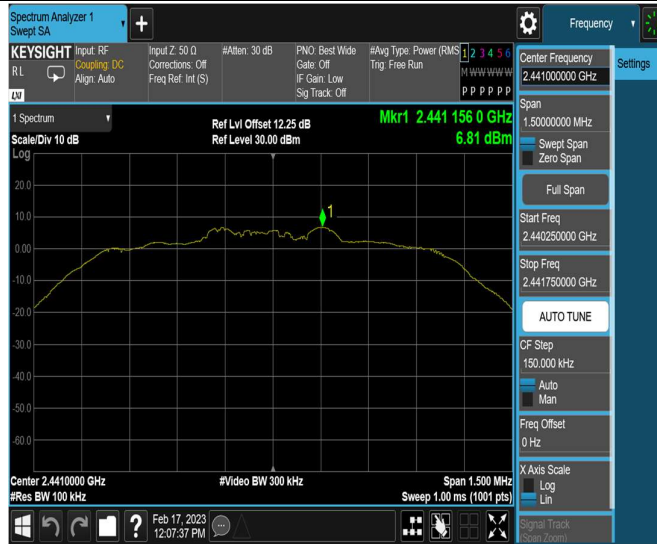 Spectrum Analyzer 1
Swept SA
Frequency
KEYSIGHT
RL
LXI
Input: RF
Coupling: DC
Align: Auto
Input Z: 50 Ω
Corrections: Off
Freq Ref: Int (S)
#Atten: 30 dB
PNO: Best Wide
Gate: Off
IF Gain: Low
Sig Track: Off
#Avg Type: Power (RMS
Trig: Free Run
1 2 3 4 5 6
M W W W W W
P P P P P P
1 Spectrum
Scale/Div 10 dB
Log
Ref Lvl Offset 12.25 dB
Ref Level 30.00 dBm
Mkr1 2.441 156 0 GHz
6.81 dBm
20.0
10.0
0.00
-10.0
-20.0
-30.0
-40.0
-50.0
-60.0
1
Center 2.4410000 GHz
#Res BW 100 kHz
#Video BW 300 kHz
Span 1.500 MHz
Sweep 1.00 ms (1001 pts)
Feb 17, 2023
12:07:37 PM
Center Frequency
2.441000000 GHz
Settings
Span
1.50000000 MHz
Swept Span
Zero Span
Full Span
Start Freq
2.440250000 GHz
Stop Freq
2.441750000 GHz
AUTO TUNE
CF Step
150.000 kHz
Auto
Man
Freq Offset
0 Hz
X Axis Scale
Log
Lin
Signal Track
(Span Zoom)